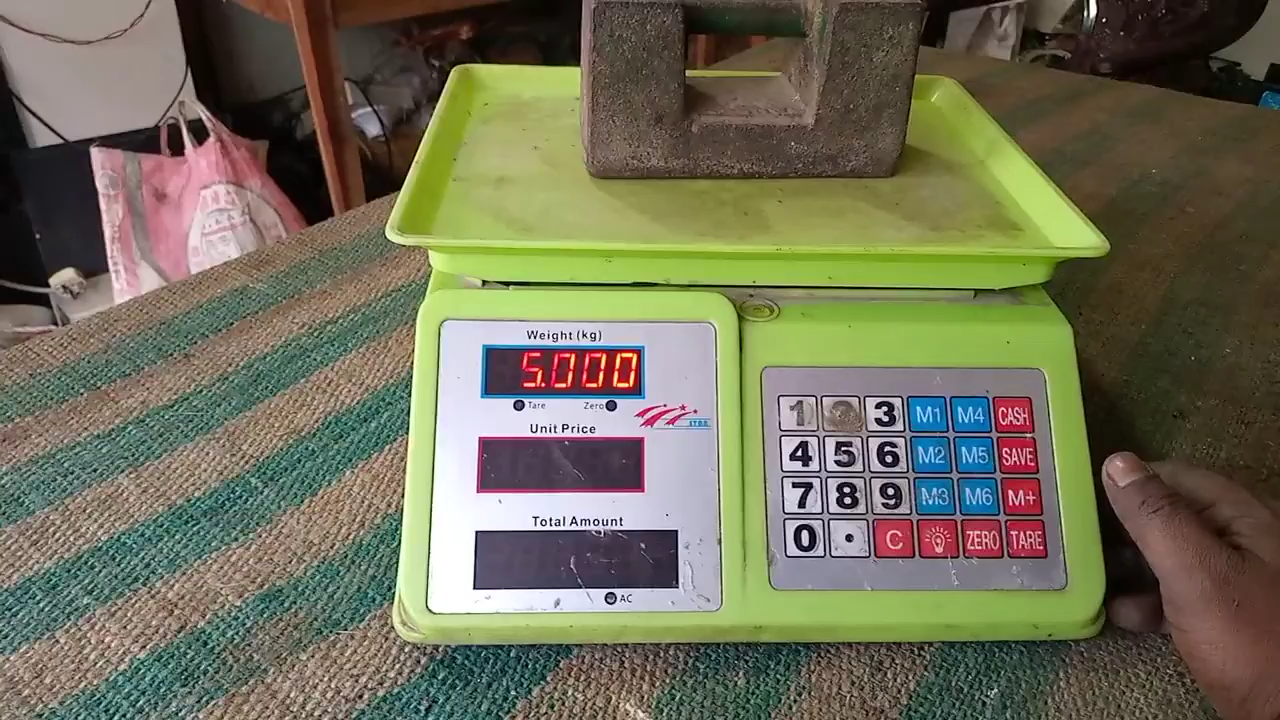 Weight (kg)
5.000
Tare Zero
Unit Price
Total Amount
AC
1 3 M1 M4 CASH
4 5 6 M2 M5 SAVE
7 8 9 M3 M6 M+
0 . C ZERO TARE